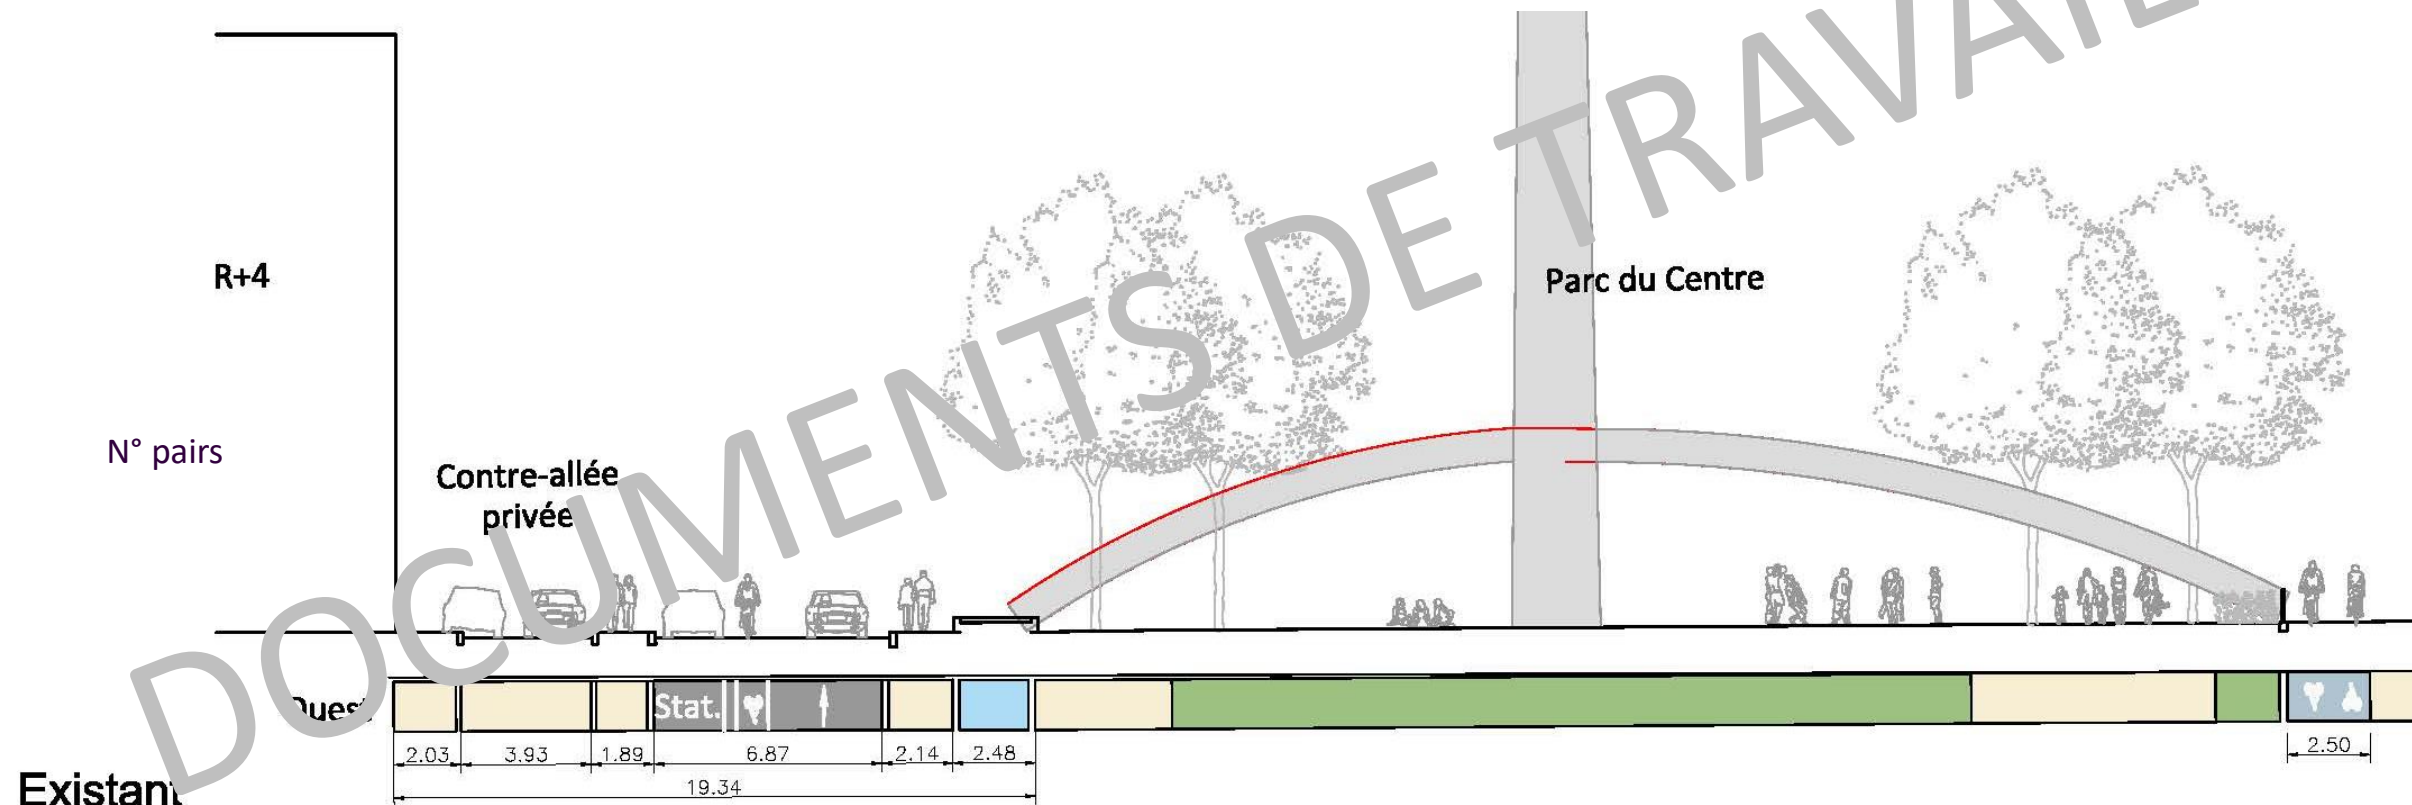 DOCUMENTS DE TRAVAIL
R+4
Parc du Centre
N° pairs
Contre-allée
privée
Ouest
Stat.
2.03 3.93 1.89 6.87 2.14 2.48 2.50
19.34
Existant